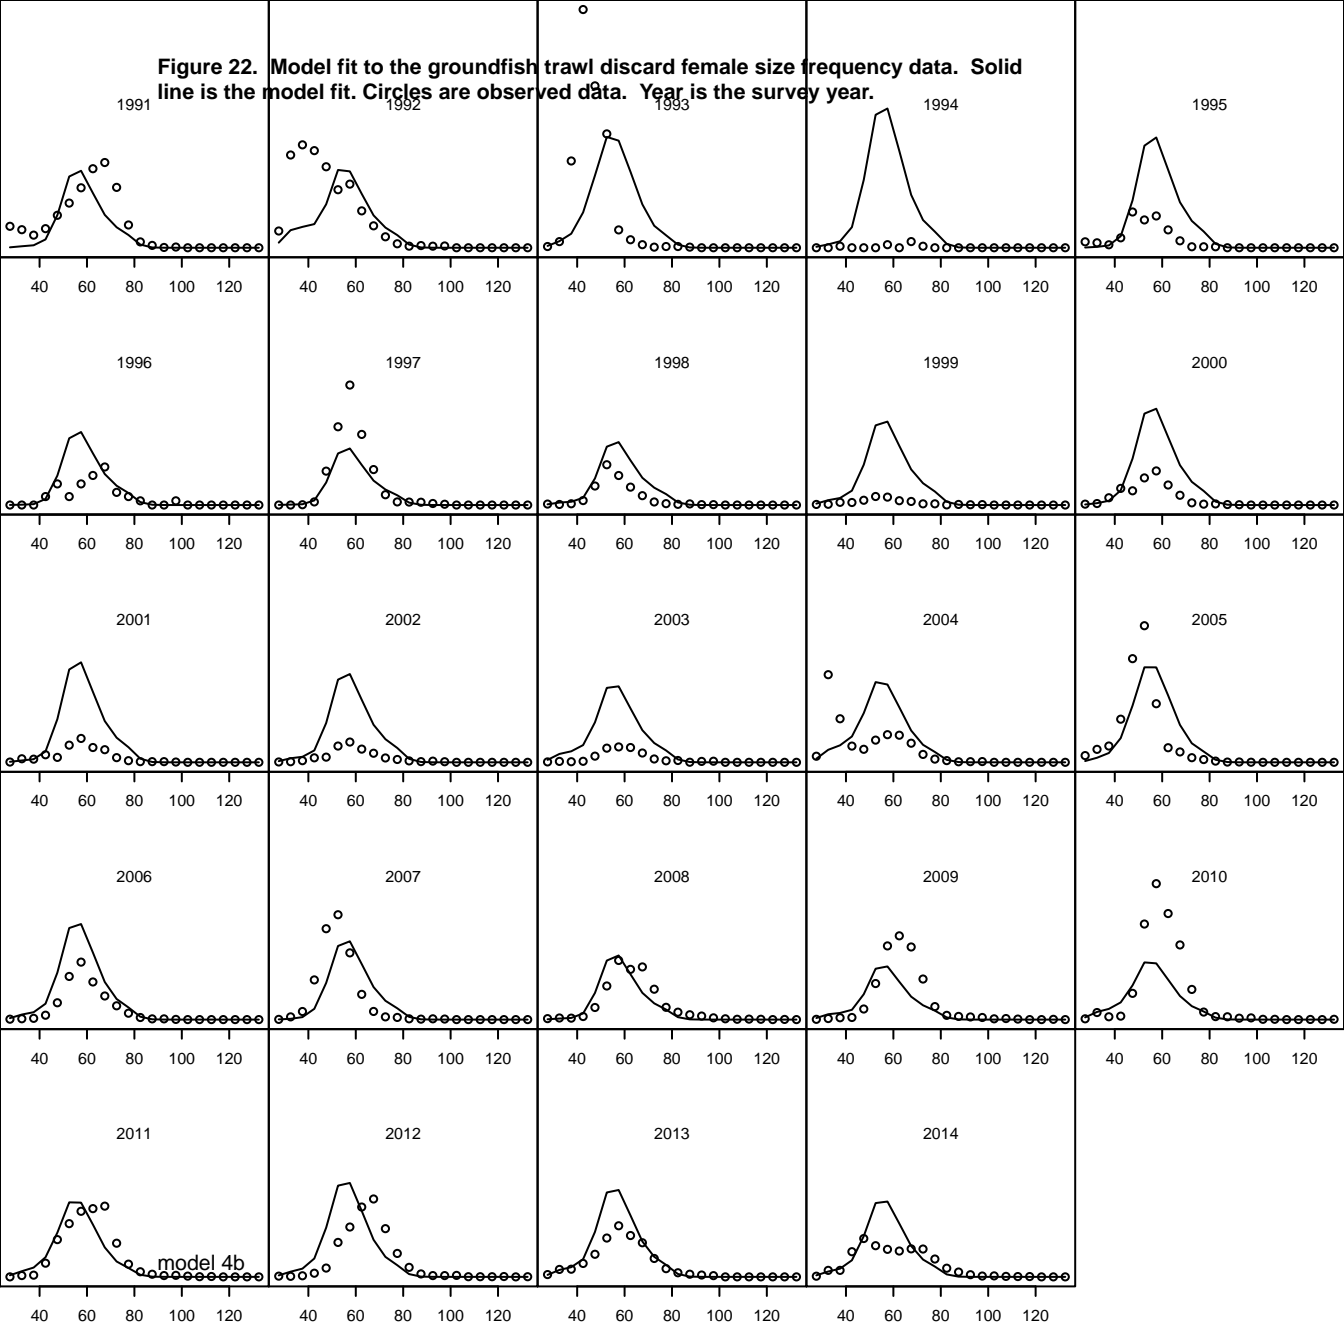 Figure 22.  Model fit to the groundfish trawl discard female size frequency data.  Solid
line is the model fit. Circles are observed data.  Year is the survey year.
1991 1992 1993 1994 1995
40 60 80 100 120 40 60 80 100 120 40 60 80 100 120 40 60 80 100 120 40 60 80 100 120
1996 1997 1998 1999 2000
40 60 80 100 120 40 60 80 100 120 40 60 80 100 120 40 60 80 100 120 40 60 80 100 120
2001 2002 2003 2004 2005
40 60 80 100 120 40 60 80 100 120 40 60 80 100 120 40 60 80 100 120 40 60 80 100 120
2006 2007 2008 2009 2010
40 60 80 100 120 40 60 80 100 120 40 60 80 100 120 40 60 80 100 120 40 60 80 100 120
2011 2012 2013 2014
model 4b
40 60 80 100 120 40 60 80 100 120 40 60 80 100 120 40 60 80 100 120